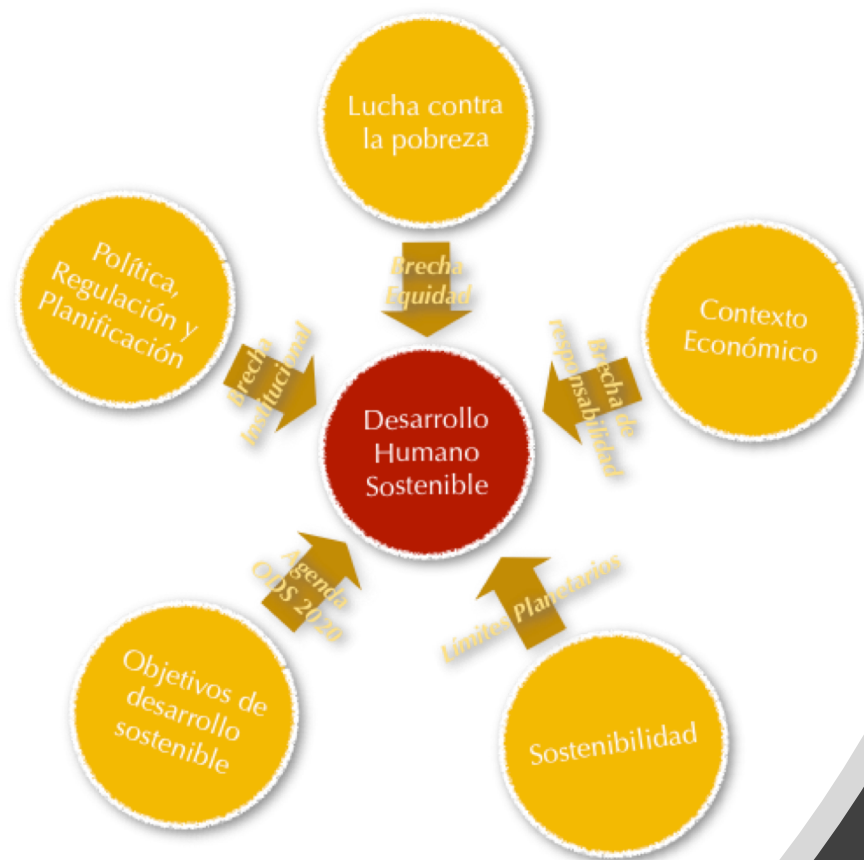 Lucha contra
la pobreza
Política,
Regulación y
Planificación
Brecha
Equidad
Contexto
Económico
Brecha
Institucional
Brecha de
responsabilidad
Desarrollo
Humano
Sostenible
Agenda
ODS 2020
Límites Planetarios
Objetivos de
desarrollo
sostenible
Sostenibilidad